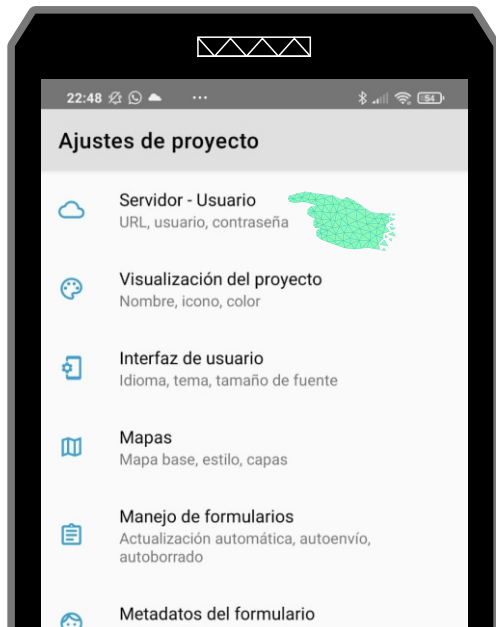 22:48 ... 54
Ajustes de proyecto
Servidor - Usuario
URL, usuario, contraseña
Visualización del proyecto
Nombre, icono, color
Interfaz de usuario
Idioma, tema, tamaño de fuente
Mapas
Mapa base, estilo, capas
Manejo de formularios
Actualización automática, autoenvío,
autoborrado
Metadatos del formulario